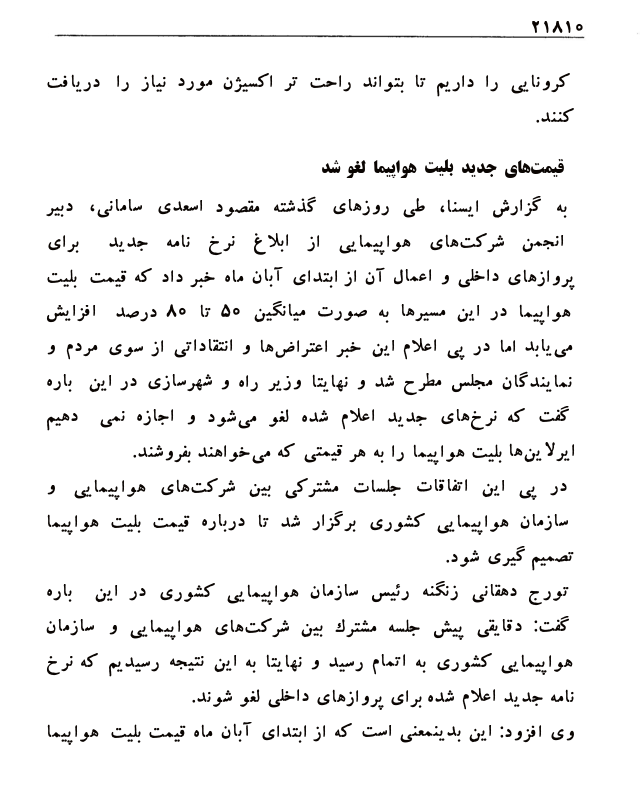 ۲۱۸۱۰
کرونایی را داریم تا بتواند راحت تر اکسیژن مورد نیاز را دریافت
کنند.
قیمت‌های جدید بلیت هواپیما لغو شد
به گزارش ایسنا، طی روزهای گذشته مقصود اسعدی سامانی، دبیر
انجمن شرکت‌های هواپیمایی از ابلاغ نرخ نامه جدید برای
پروازهای داخلی و اعمال آن از ابتدای آبان ماه خبر داد که قیمت بلیت
هواپیما در این مسیرها به صورت میانگین ۵۰ تا ۸۰ درصد افزایش
می‌یابد اما در پی اعلام این خبر اعتراض‌ها و انتقاداتی از سوی مردم و
نمایندگان مجلس مطرح شد و نهایتا وزیر راه و شهرسازی در این باره
گفت که نرخ‌های جدید اعلام شده لغو می‌شود و اجازه نمی دهیم
ایرلاین‌ها بلیت هواپیما را به هر قیمتی که می‌خواهند بفروشند.
در پی این اتفاقات جلسات مشترکی بین شرکت‌های هواپیمایی و
سازمان هواپیمایی کشوری برگزار شد تا درباره قیمت بلیت هواپیما
تصمیم گیری شود.
تورج دهقانی زنگنه رئیس سازمان هواپیمایی کشوری در این باره
گفت: دقایقی پیش جلسه مشترك بین شرکت‌های هواپیمایی و سازمان
هواپیمایی کشوری به اتمام رسید و نهایتا به این نتیجه رسیدیم که نرخ
نامه جدید اعلام شده برای پروازهای داخلی لغو شوند.
وی افزود: این بدینمعنی است که از ابتدای آبان ماه قیمت بلیت هواپیما